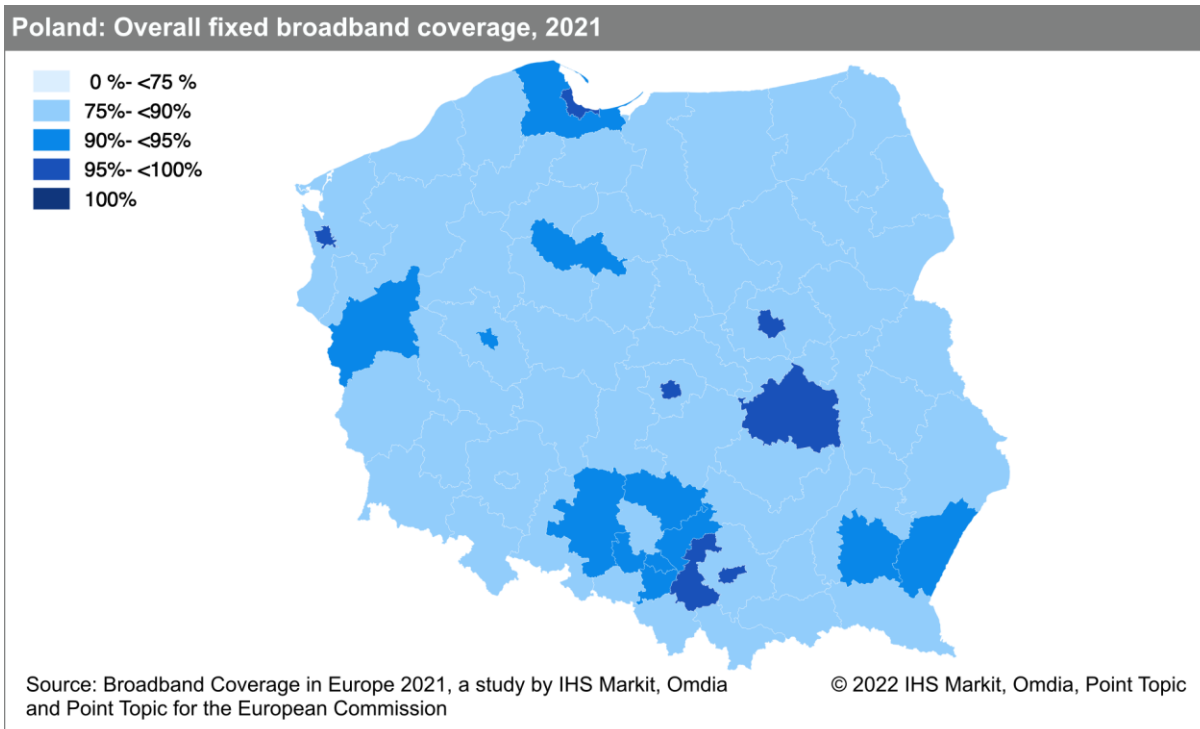 Poland: Overall fixed broadband coverage, 2021
0 %- <75 %
75%- <90%
90%- <95%
95%- <100%
100%
Source: Broadband Coverage in Europe 2021, a study by IHS Markit, Omdia
and Point Topic for the European Commission
© 2022 IHS Markit, Omdia, Point Topic